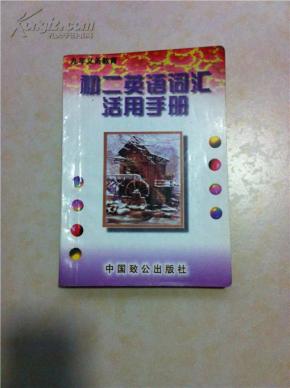 九年义务教育
初二英语词汇
活用手册
中国致公出版社